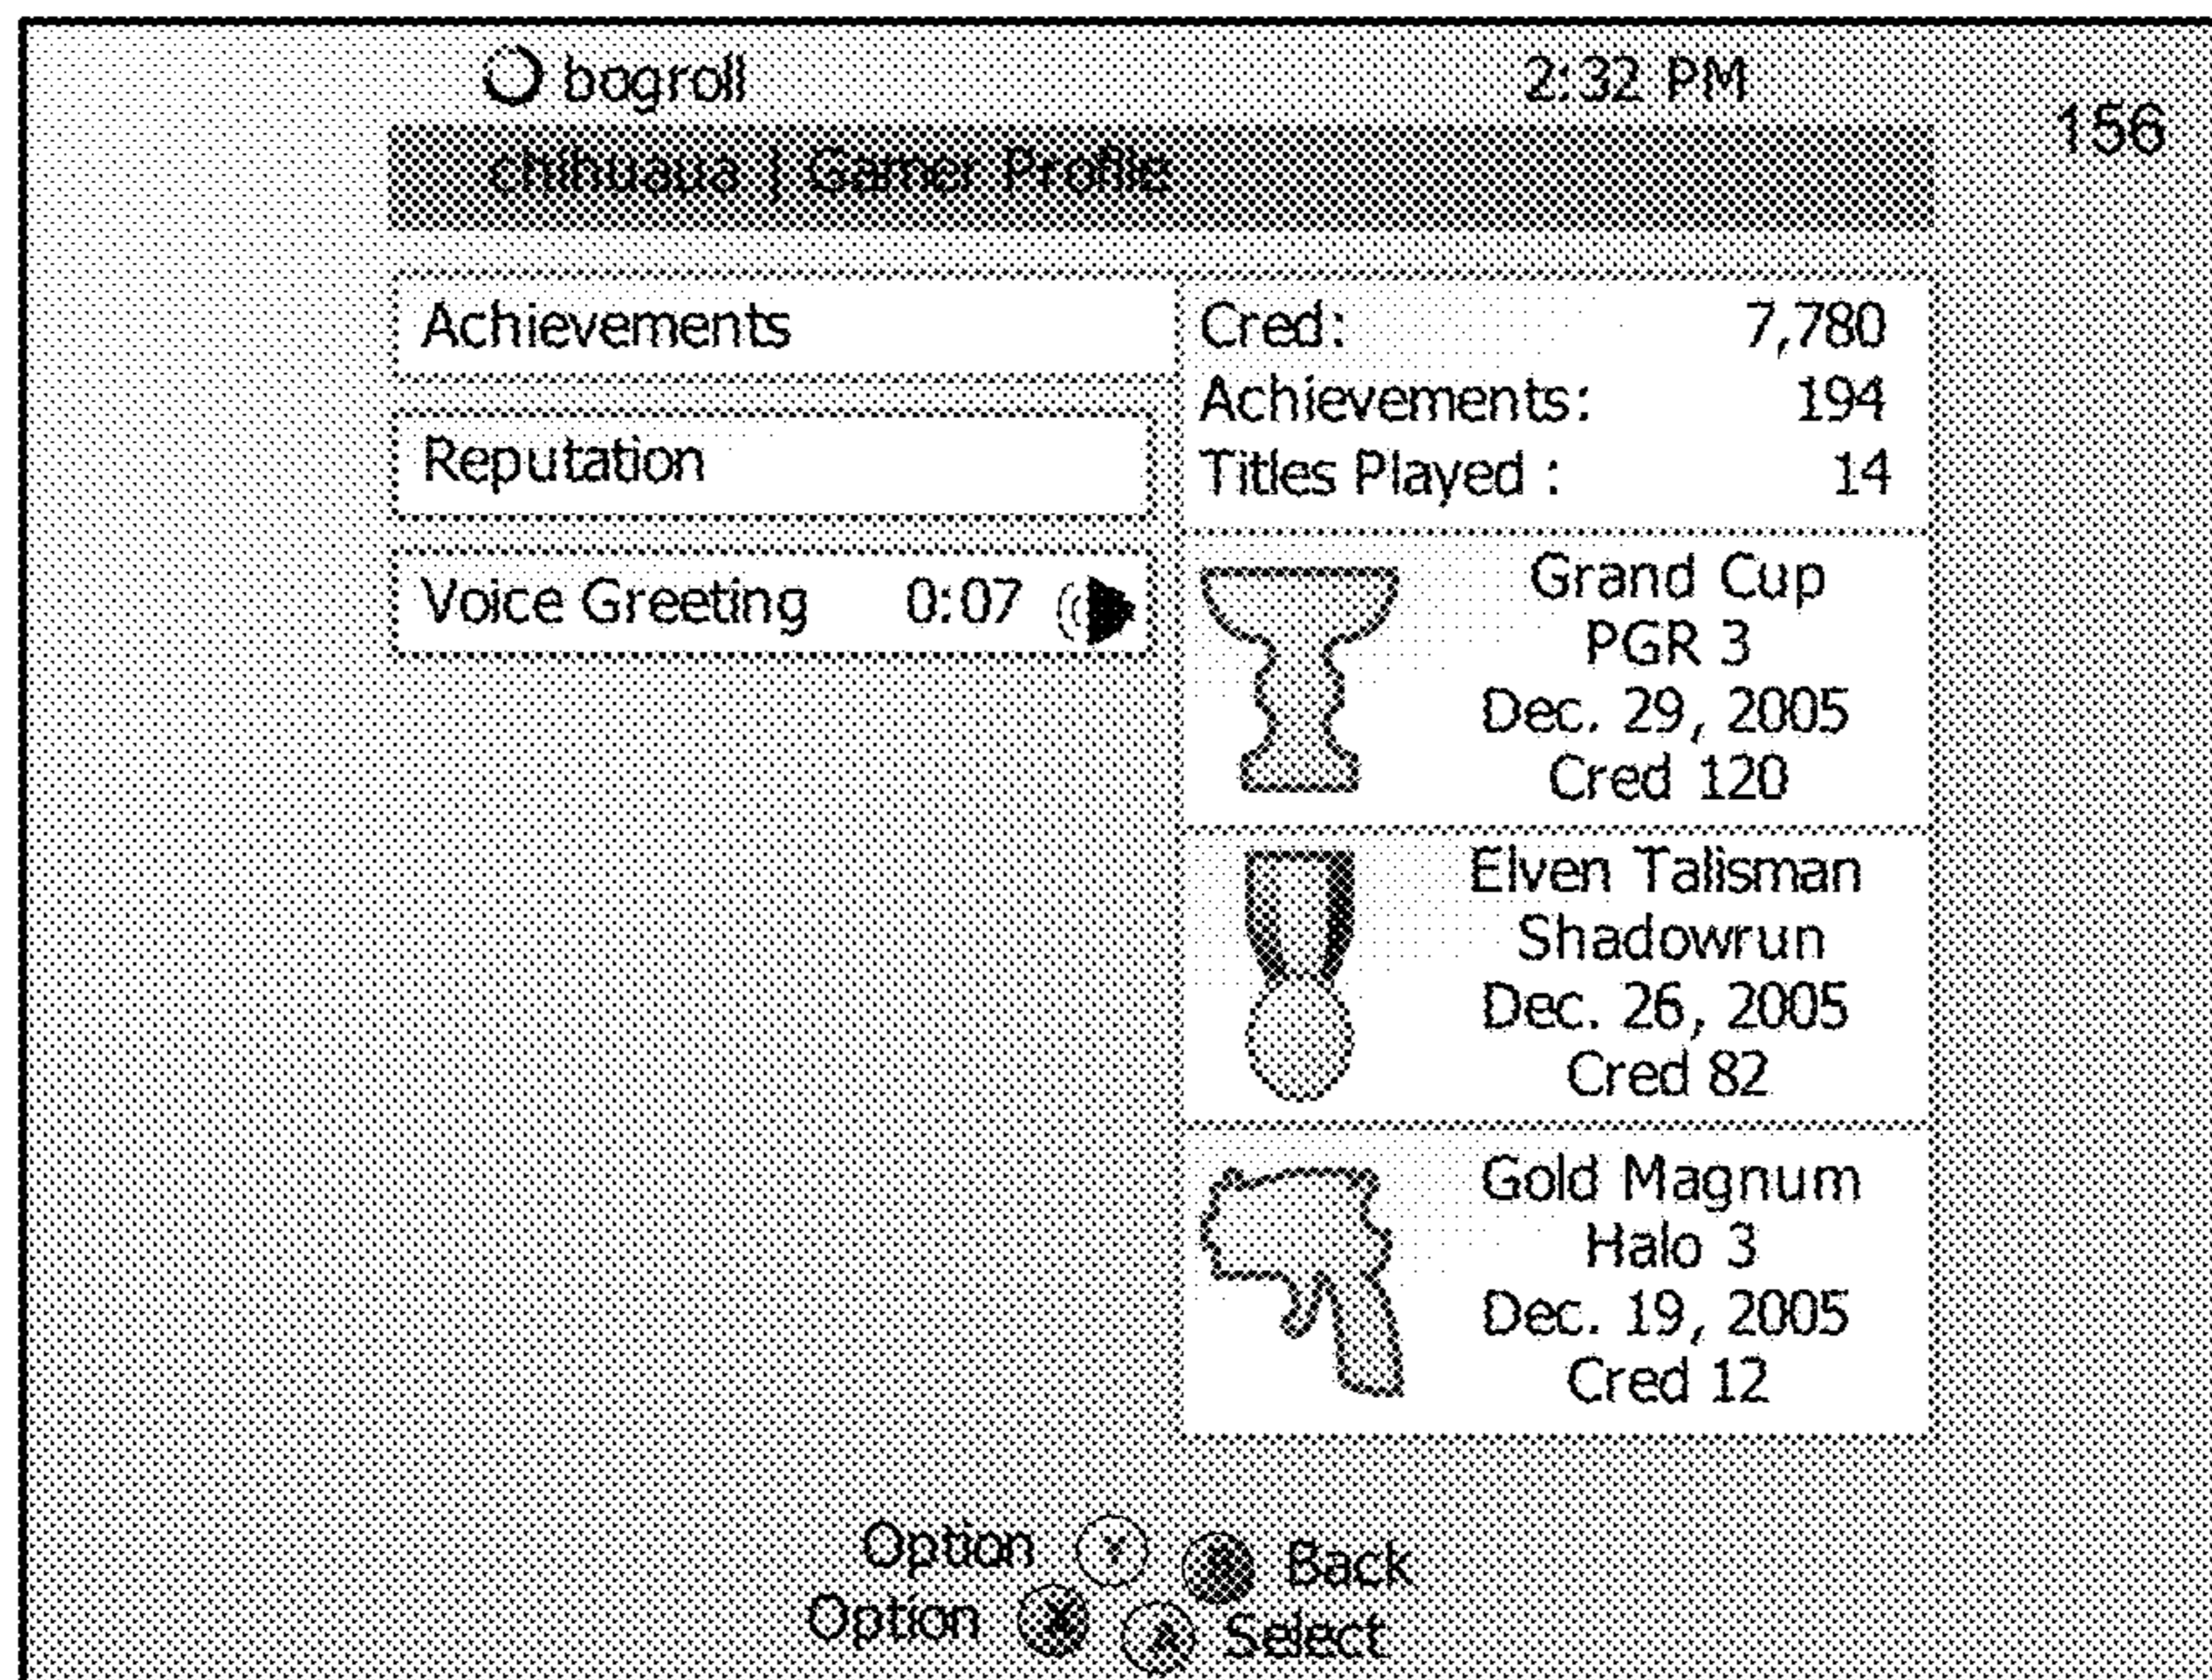 bogroll 2:32 PM
156
chihuaua | Gamer Profile
Achievements
Reputation
Voice Greeting 0:07
Cred: 7,780
Achievements: 194
Titles Played : 14
Grand Cup
PGR 3
Dec. 29, 2005
Cred 120
Elven Talisman
Shadowrun
Dec. 26, 2005
Cred 82
Gold Magnum
Halo 3
Dec. 19, 2005
Cred 12
Option Y B Back
Option X A Select